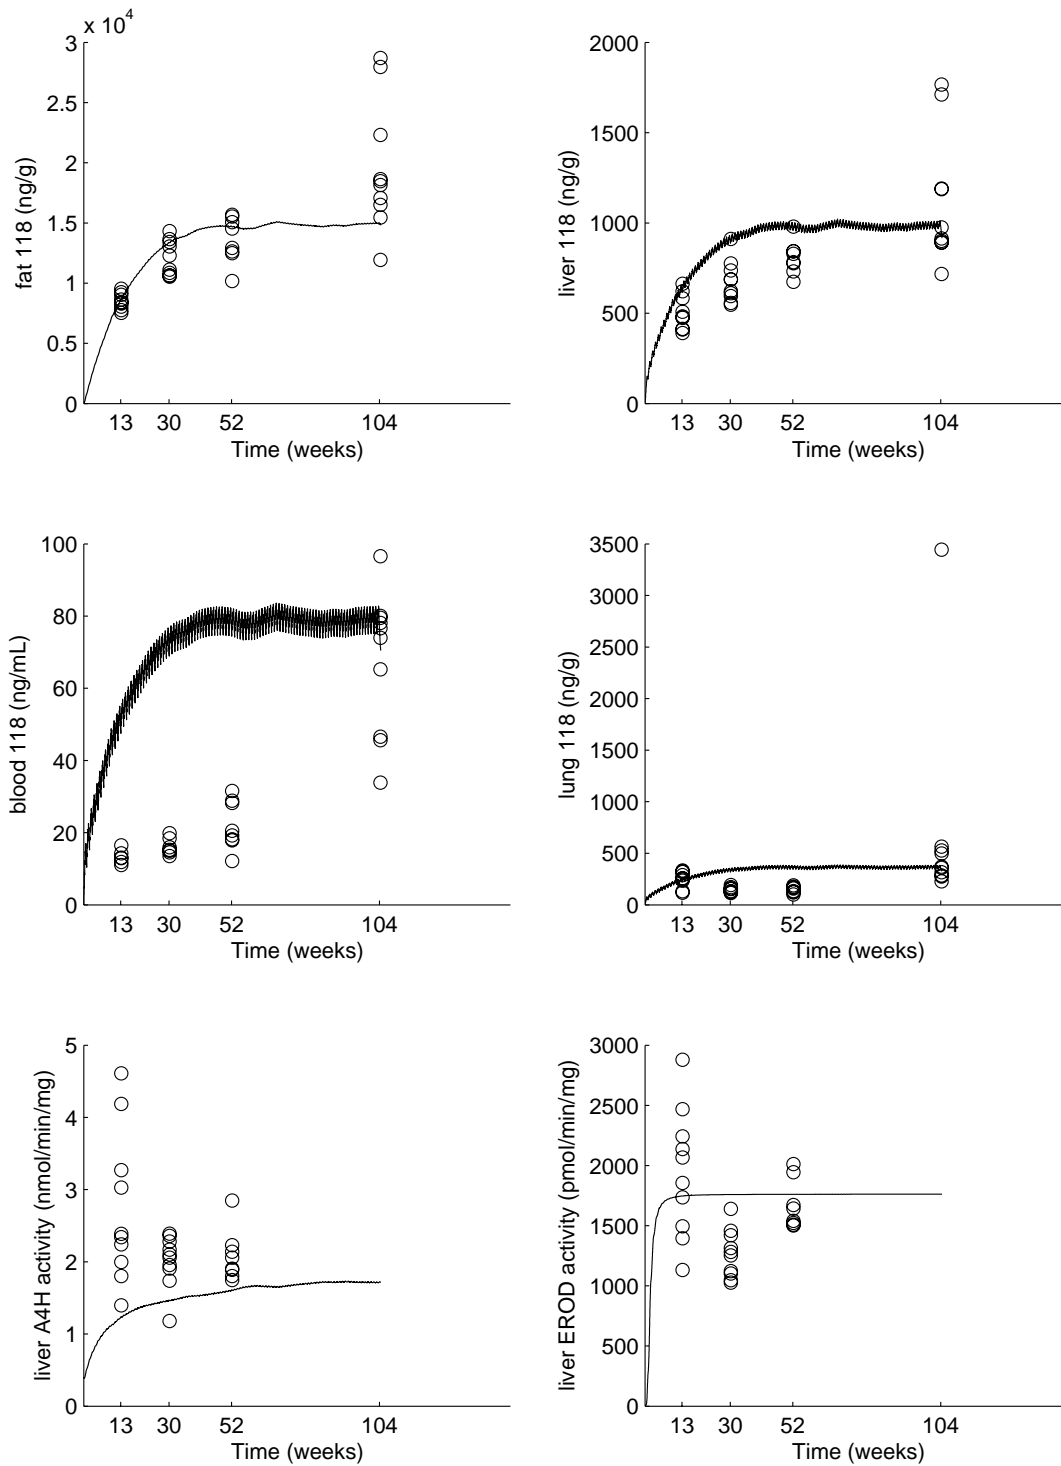 x 10⁴
3
2.5
2
1.5
1
0.5
0
fat 118 (ng/g)
13 30 52 104
Time (weeks)
2000
1500
1000
500
0
liver 118 (ng/g)
13 30 52 104
Time (weeks)
100
80
60
40
20
0
blood 118 (ng/mL)
13 30 52 104
Time (weeks)
3500
3000
2500
2000
1500
1000
500
0
lung 118 (ng/g)
13 30 52 104
Time (weeks)
5
4
3
2
1
0
liver A4H activity (nmol/min/mg)
13 30 52 104
Time (weeks)
3000
2500
2000
1500
1000
500
0
liver EROD activity (pmol/min/mg)
13 30 52 104
Time (weeks)